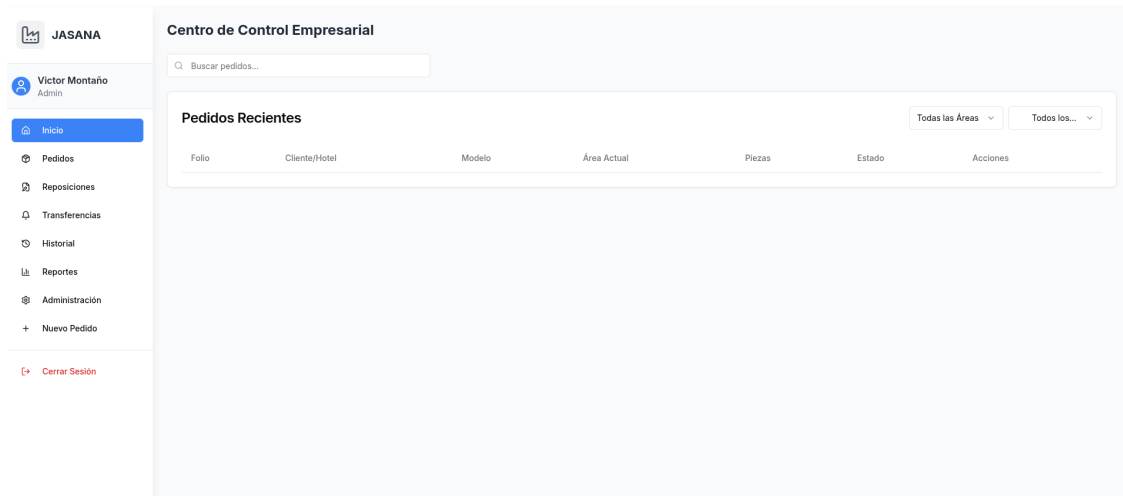 JASANA
Victor Montaño
Admin
Inicio
Pedidos
Reposiciones
Transferencias
Historial
Reportes
Administración
Nuevo Pedido
Cerrar Sesión
Centro de Control Empresarial
Buscar pedidos...
Pedidos Recientes
Todas las Áreas
Todos los...
Folio Cliente/Hotel Modelo Área Actual Piezas Estado Acciones